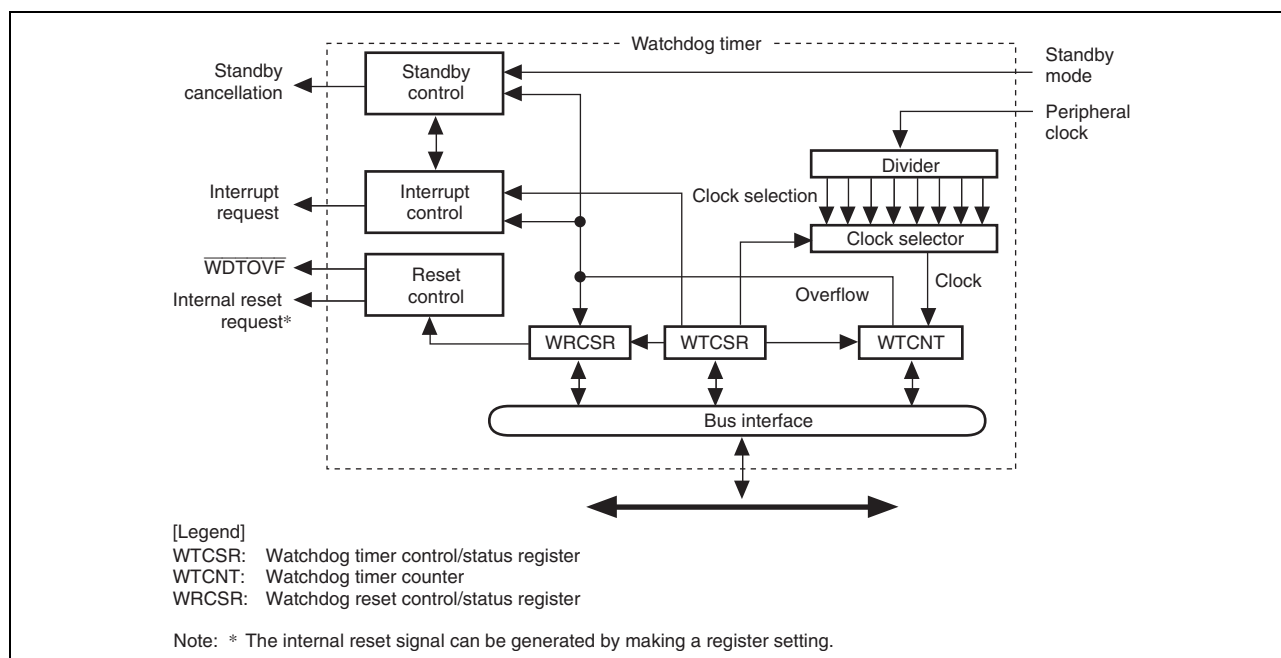 Watchdog timer
Standby
cancellation
Standby
control
Standby
mode
Peripheral
clock
Divider
Interrupt
request
Interrupt
control
Clock selection
Clock selector
WDTOVF
Internal reset
request*
Reset
control
Overflow
Clock
WRCSR
WTCSR
WTCNT
Bus interface
[Legend]
WTCSR: Watchdog timer control/status register
WTCNT: Watchdog timer counter
WRCSR: Watchdog reset control/status register
Note: * The internal reset signal can be generated by making a register setting.